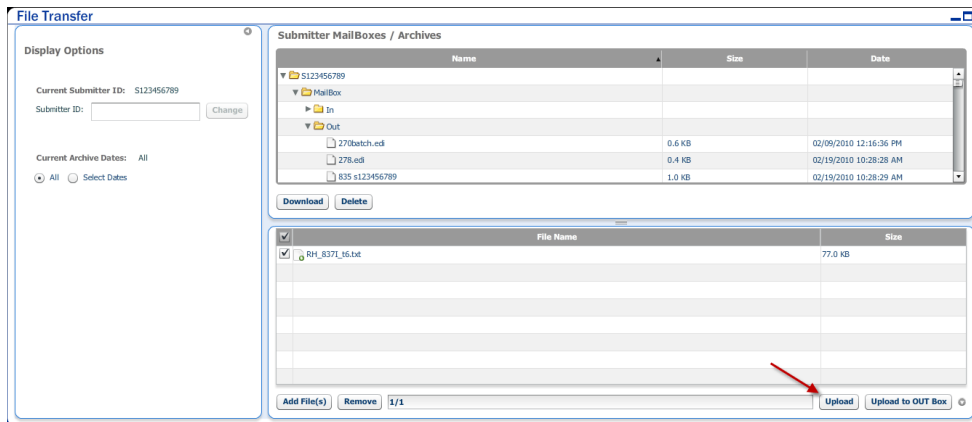 File Transfer
Display Options
Current Submitter ID: S123456789
Submitter ID: Change
Current Archive Dates: All
All Select Dates
Submitter MailBoxes / Archives
Name Size Date
S123456789
MailBox
In
Out
270batch.edi 0.6 KB 02/09/2010 12:16:36 PM
278.edi 0.4 KB 02/19/2010 10:28:28 AM
835 s123456789 1.0 KB 02/19/2010 10:28:29 AM
Download Delete
File Name Size
RH_837I_t6.txt 77.0 KB
Add File(s) Remove 1/1 Upload Upload to OUT Box